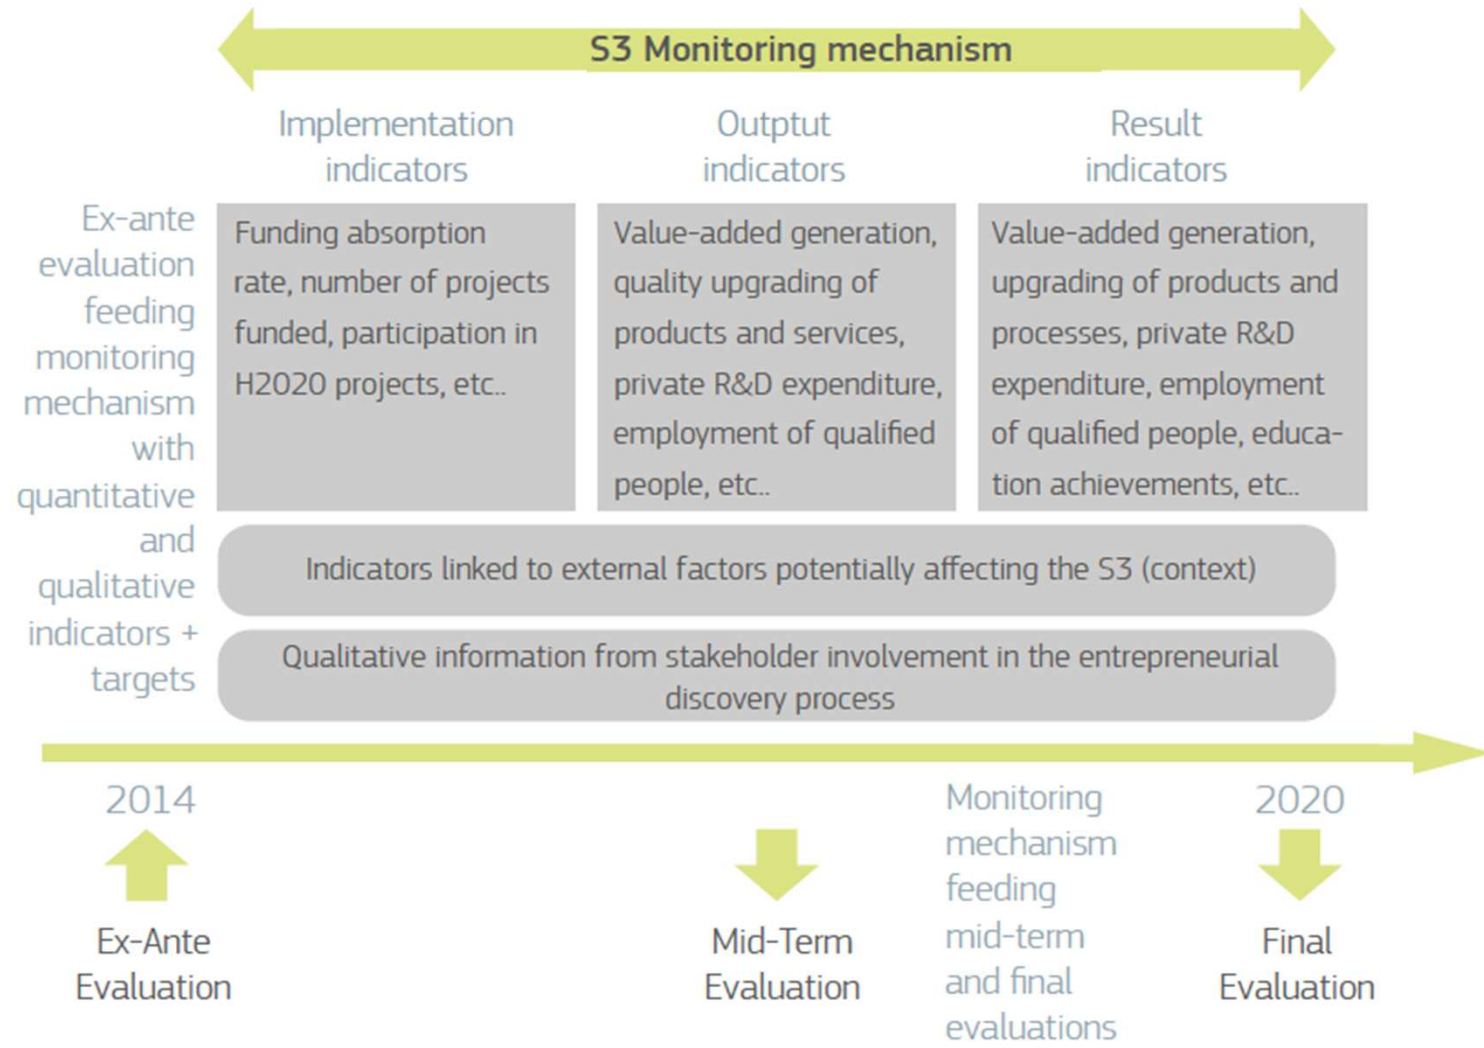 S3 Monitoring mechanism
Implementation
indicators
Outptut
indicators
Result
indicators
Ex-ante
evaluation
feeding
monitoring
mechanism
with
quantitative
and
qualitative
indicators +
targets
Funding absorption
rate, number of projects
funded, participation in
H2020 projects, etc..
Value-added generation,
quality upgrading of
products and services,
private R&D expenditure,
employment of qualified
people, etc..
Value-added generation,
upgrading of products and
processes, private R&D
expenditure, employment
of qualified people, educa-
tion achievements, etc..
Indicators linked to external factors potentially affecting the S3 (context)
Qualitative information from stakeholder involvement in the entrepreneurial
discovery process
2014
Ex-Ante
Evaluation
Mid-Term
Evaluation
Monitoring
mechanism
feeding
mid-term
and final
evaluations
2020
Final
Evaluation